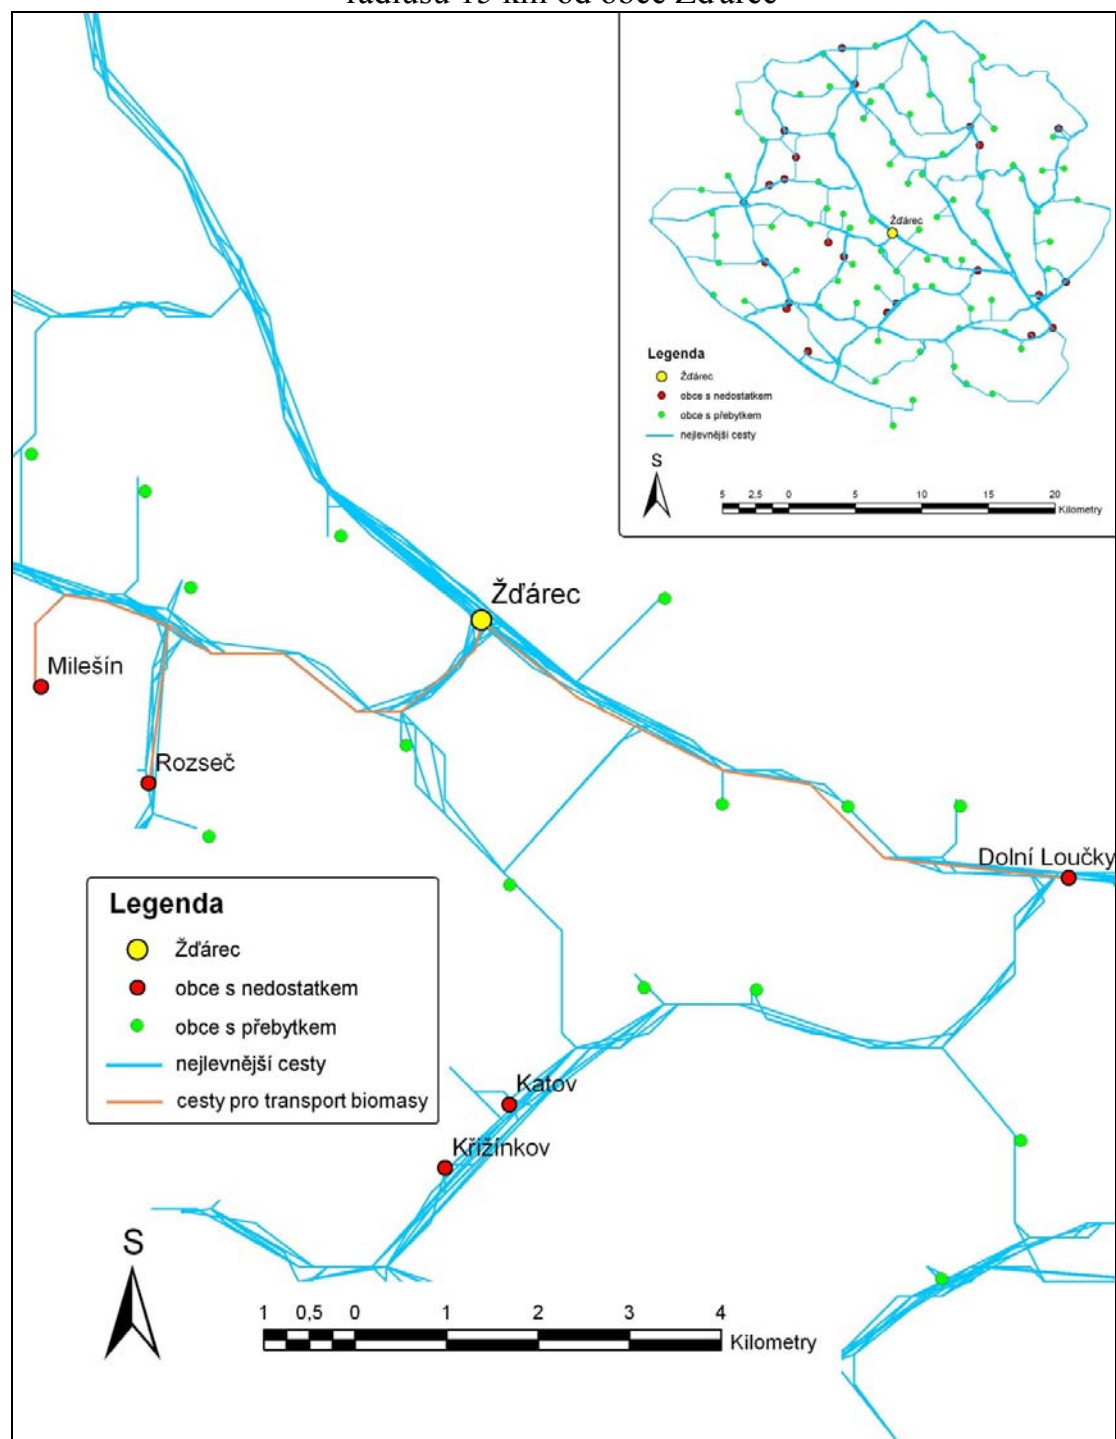 radiusu 15 km od obce Žďárec
Žďárec
Legenda
Žďárec
obce s nedostatkem
obce s přebytkem
nejlevnější cesty
S
5 2,5 0 5 10 15 20
Kilometry
Žďárec
Milešín
Rozseč
Dolní Loučky
Legenda
Žďárec
obce s nedostatkem
obce s přebytkem
nejlevnější cesty
cesty pro transport biomasy
Katov
Křižínkov
S
1 0,5 0 1 2 3 4
Kilometry